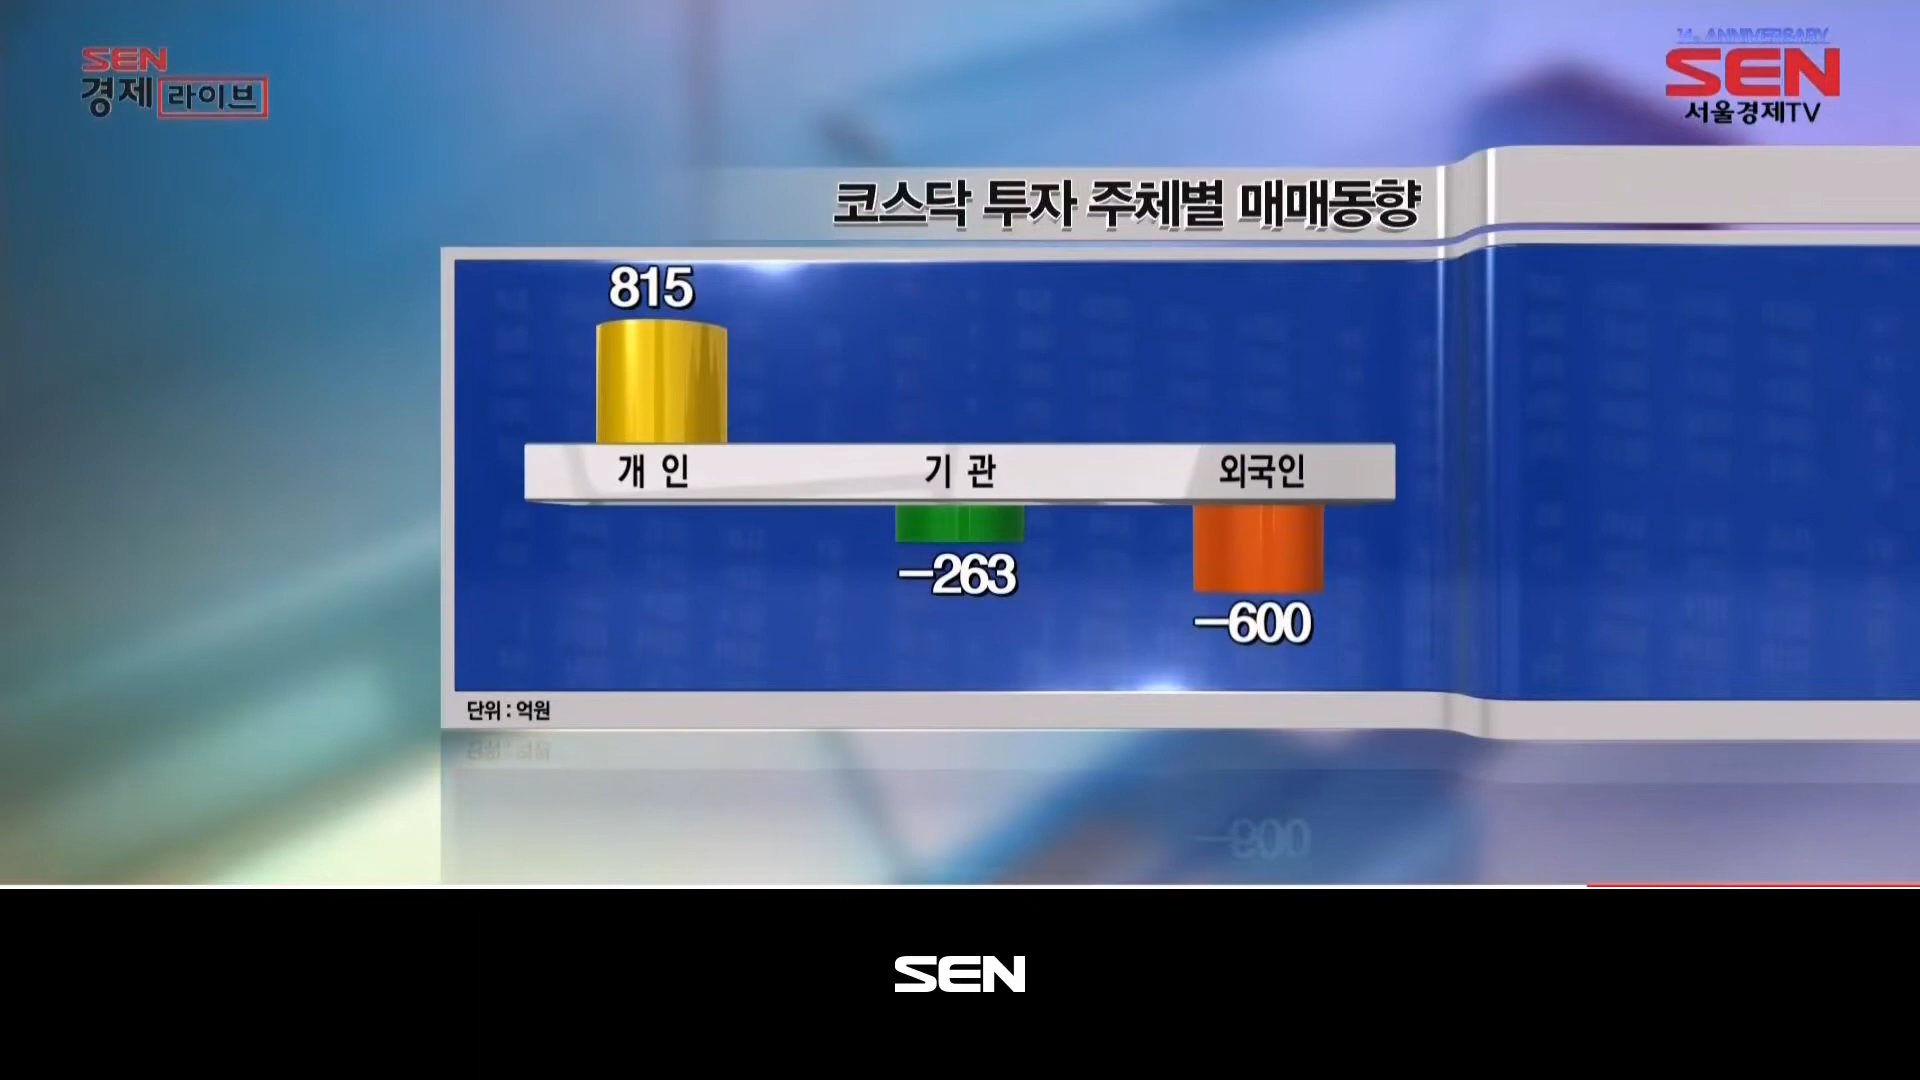 SEN
경제 라이브
14th ANNIVERSARY
SEN
서울경제TV
코스닥 투자 주체별 매매동향
815
개 인
기 관
외국인
-263
-600
단위 : 억원
SEN